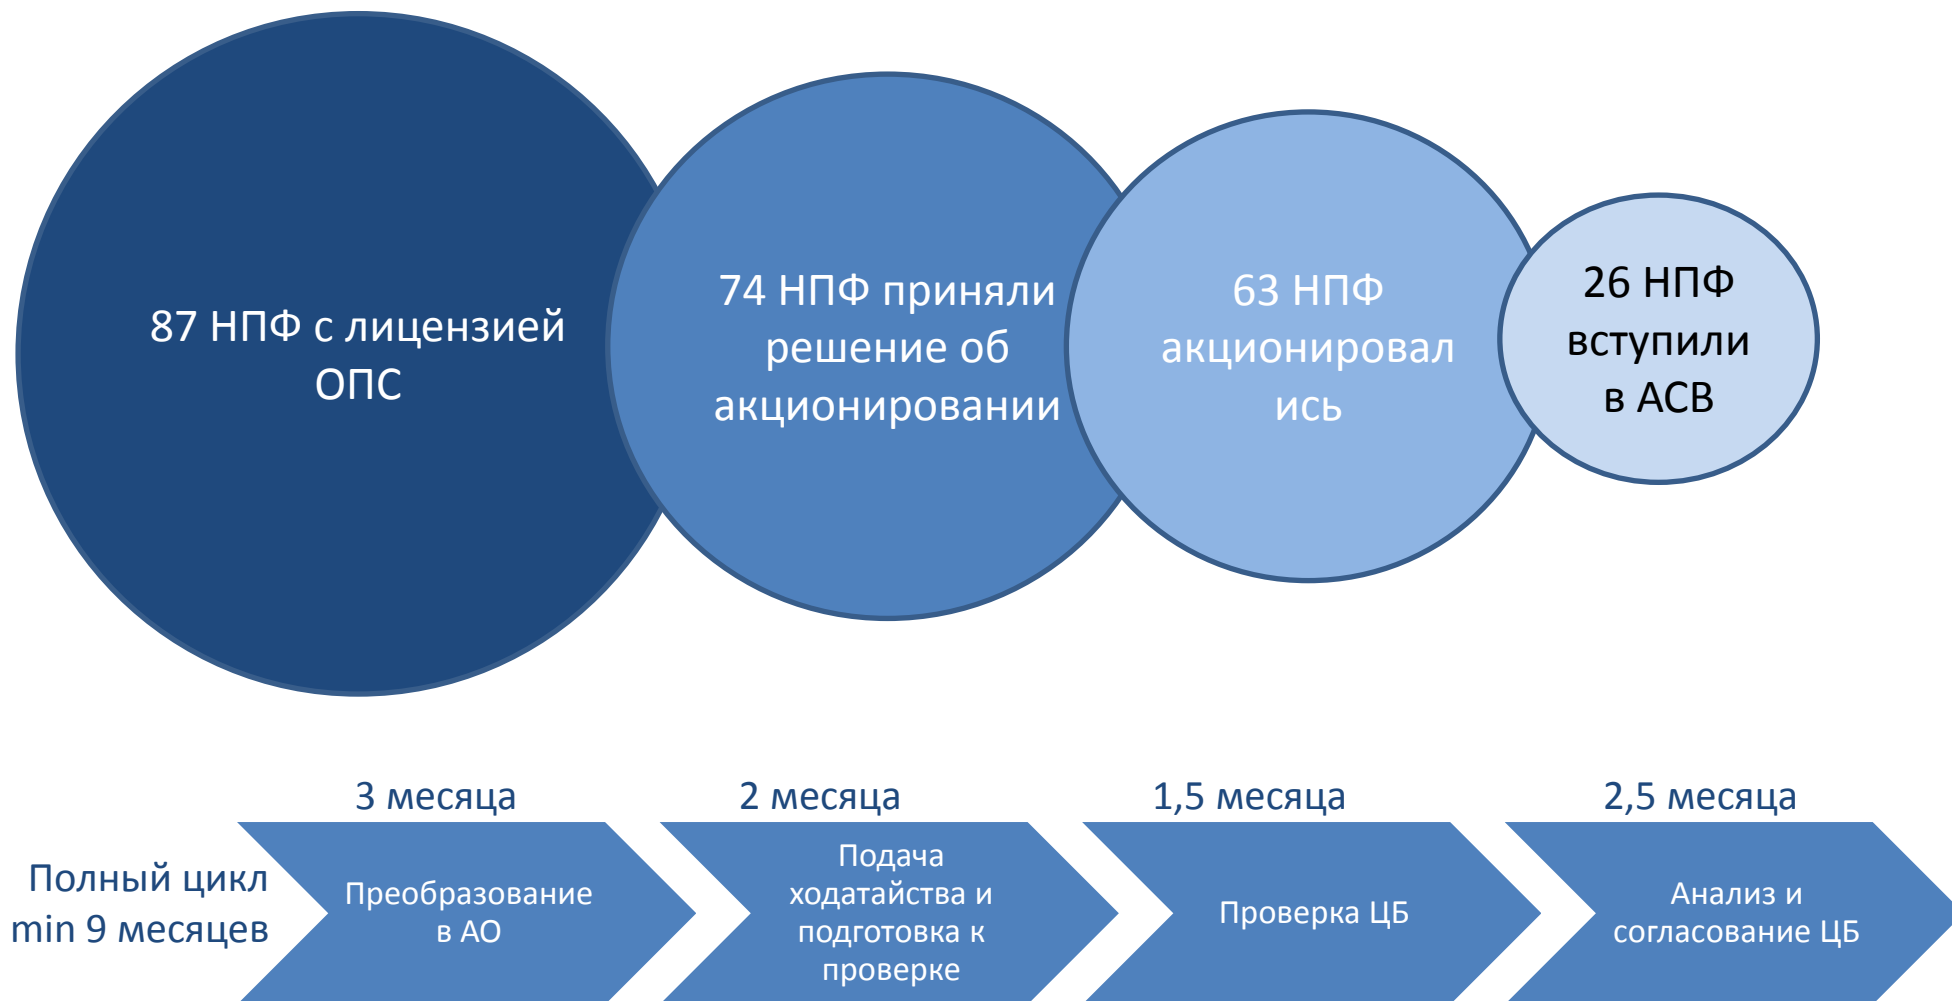 87 НПФ с лицензией
ОПС
74 НПФ приняли
решение об
акционировании
63 НПФ
акционировал
ись
26 НПФ
вступили
в АСВ
Полный цикл
min 9 месяцев
3 месяца
Преобразование
в АО
2 месяца
Подача
ходатайства и
подготовка к
проверке
1,5 месяца
Проверка ЦБ
2,5 месяца
Анализ и
согласование ЦБ